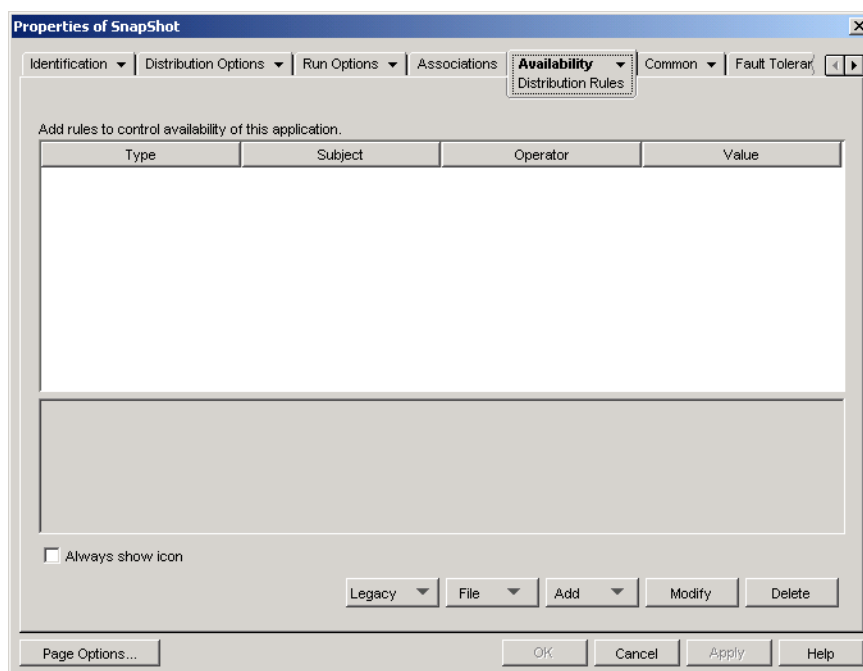 Properties of SnapShot
Identification Distribution Options Run Options Associations Availability Common Fault Toleran
Distribution Rules
Add rules to control availability of this application.
Type Subject Operator Value
Always show icon
Legacy File Add Modify Delete
Page Options... OK Cancel Apply Help